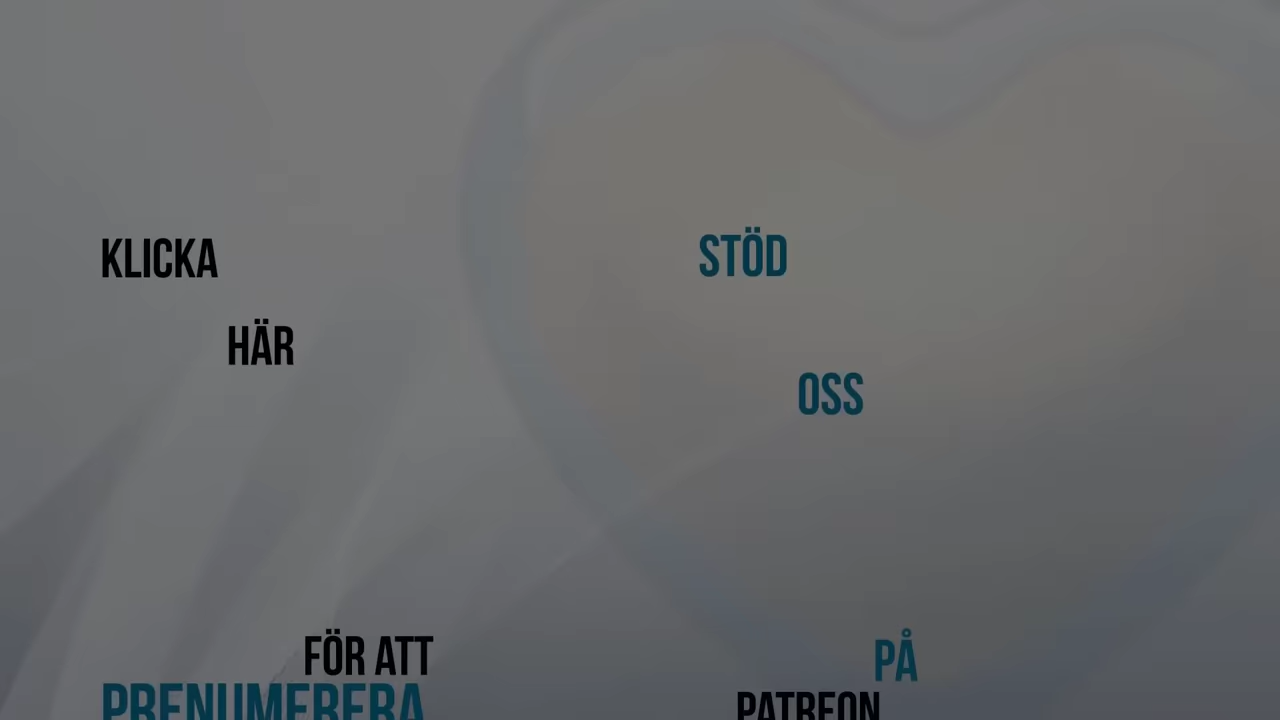 KLICKA
HÄR
FÖR ATT
PRENUMERERA
STÖD
OSS
PÅ
PATREON